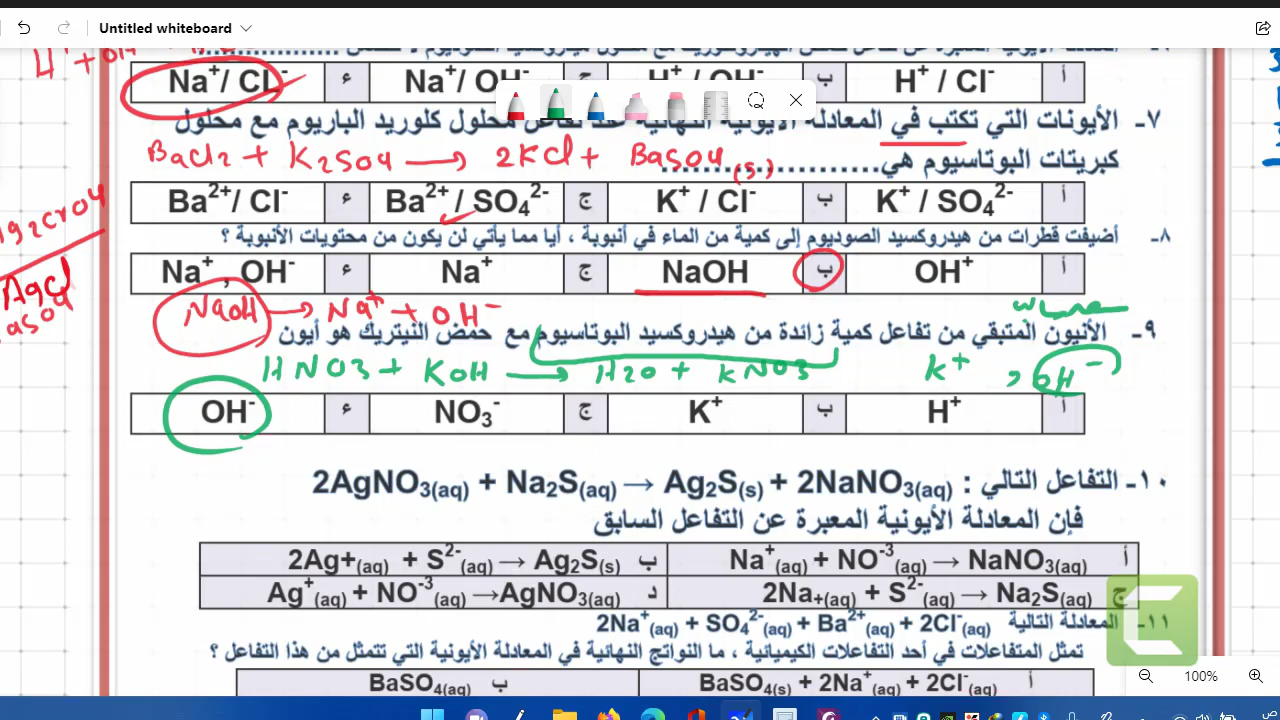 Untitled whiteboard
H⁺ / Cl⁻ أ
H⁺ / OH⁻ ب
Na⁺/ OH⁻ ج
Na⁺/ CL⁻ ء
٧- الأيونات التي تكتب في المعادلة الأيونية النهائية عند تفاعل محلول كلوريد الباريوم مع محلول
BaCl2 + K2SO4 → 2KCl + BaSO4 (s)
كبريتات البوتاسيوم هي....................
أ K⁺ / SO₄²⁻
ب K⁺ / Cl⁻
ج Ba²⁺ / SO₄²⁻
ء Ba²⁺/ Cl⁻
Ag2CrO4
AgCl
BaSO4
٨- أضيفت قطرات من هيدروكسيد الصوديوم إلى كمية من الماء في أنبوبة ، أيا مما يأتي لن يكون من محتويات الأنبوبة ؟
أ OH⁺
ب NaOH
ج Na⁺
ء Na⁺ , OH⁻
NaOH → Na⁺ + OH⁻
٩- الأنيون المتبقي من تفاعل كمية زائدة من هيدروكسيد البوتاسيوم مع حمض النيتريك هو أيون
HNO3 + KOH → H2O + KNO3 K⁺ , OH⁻
أ H⁺
ب K⁺
ج NO₃⁻
ء OH⁻
١٠- التفاعل التالي : 2AgNO₃(aq) + Na₂S(aq) → Ag₂S(s) + 2NaNO₃(aq)
فإن المعادلة الأيونية المعبرة عن التفاعل السابق
أ Na⁺(aq) + NO⁻³(aq) → NaNO₃(aq)
ب 2Ag+(aq) + S²⁻(aq) → Ag₂S(s)
ج 2Na+(aq) + S²⁻(aq) → Na₂S(aq)
د Ag⁺(aq) + NO⁻³(aq) →AgNO₃(aq)
١١- المعادلة التالية 2Na⁺(aq) + SO₄²⁻(aq) + Ba²⁺(aq) + 2Cl⁻(aq)
تمثل المتفاعلات في أحد التفاعلات الكيميائية ، ما النواتج النهائية في المعادلة الأيونية التي تتمثل من هذا التفاعل ؟
أ BaSO₄(s) + 2Na⁺(aq) + 2Cl⁻(aq)
ب BaSO₄(aq)
100%